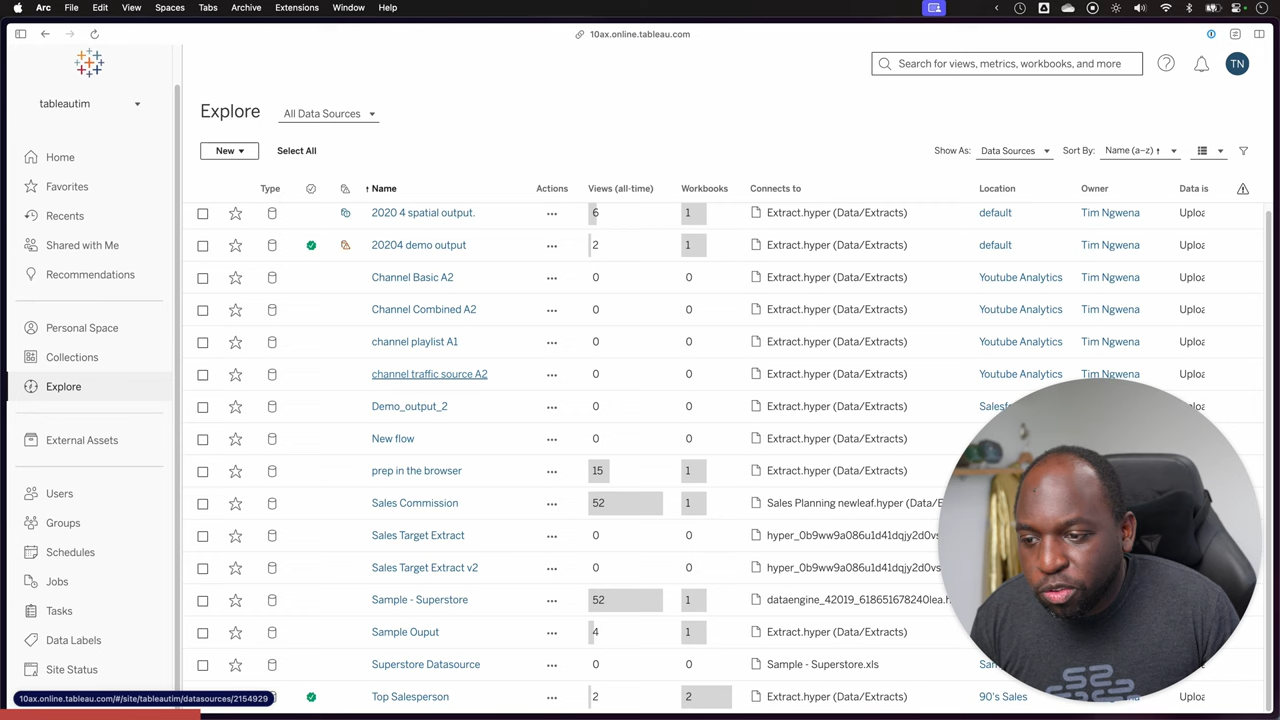 Arc File Edit View Spaces Tabs Archive Extensions Window Help
10ax.online.tableau.com
tableautim
Search for views, metrics, workbooks, and more
TN
Explore All Data Sources
New Select All
Show As: Data Sources Sort By: Name (a–z)
Home
Favorites
Recents
Shared with Me
Recommendations
Personal Space
Collections
Explore
External Assets
Users
Groups
Schedules
Jobs
Tasks
Data Labels
Site Status
Type Name Actions Views (all-time) Workbooks Connects to Location Owner Data is
2020 4 spatial output. 6 1 Extract.hyper (Data/Extracts) default Tim Ngwena Uploa
20204 demo output 2 1 Extract.hyper (Data/Extracts) default Tim Ngwena Uploa
Channel Basic A2 0 0 Extract.hyper (Data/Extracts) Youtube Analytics Tim Ngwena Uploa
Channel Combined A2 0 0 Extract.hyper (Data/Extracts) Youtube Analytics Tim Ngwena Uploa
channel playlist A1 0 0 Extract.hyper (Data/Extracts) Youtube Analytics Tim Ngwena Uploa
channel traffic source A2 0 0 Extract.hyper (Data/Extracts) Youtube Analytics Tim Ngwena Uploa
Demo_output_2 0 0 Extract.hyper (Data/Extracts) Salesfo
New flow 0 0 Extract.hyper (Data/Extracts)
prep in the browser 15 1 Extract.hyper (Data/Extracts)
Sales Commission 52 1 Sales Planning newleaf.hyper (Data/E
Sales Target Extract 0 0 hyper_0b9ww9a086u1d41dqjy2d0vs
Sales Target Extract v2 0 0 hyper_0b9ww9a086u1d41dqjy2d0vs
Sample - Superstore 52 1 dataengine_42019_618651678240lea.h
Sample Ouput 4 1 Extract.hyper (Data/Extracts)
Superstore Datasource 0 0 Sample - Superstore.xls Sam
Top Salesperson 2 2 Extract.hyper (Data/Extracts) 90's Sales Tim Ngwena Uploa
10ax.online.tableau.com/#/site/tableautim/datasources/2154929